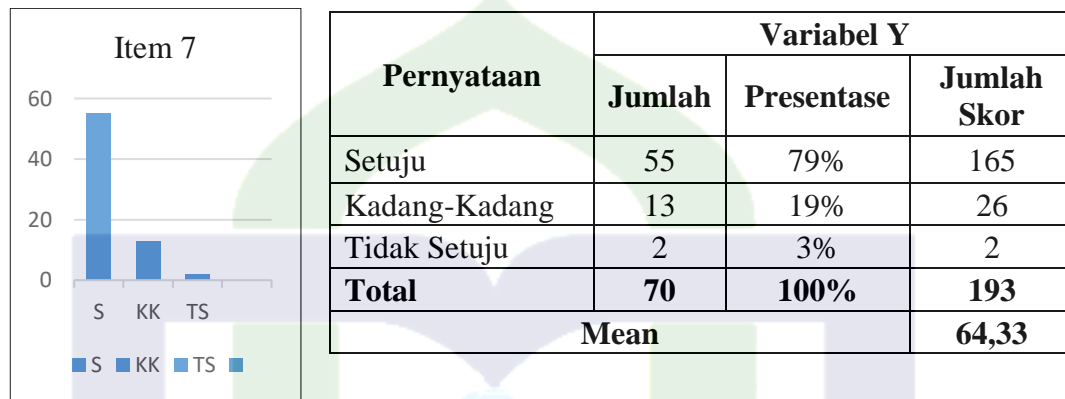 Item 7
60
40
20
0
S KK TS
S KK TS
Pernyataan
Variabel Y
Jumlah Presentase Jumlah Skor
Setuju 55 79% 165
Kadang-Kadang 13 19% 26
Tidak Setuju 2 3% 2
Total 70 100% 193
Mean 64,33